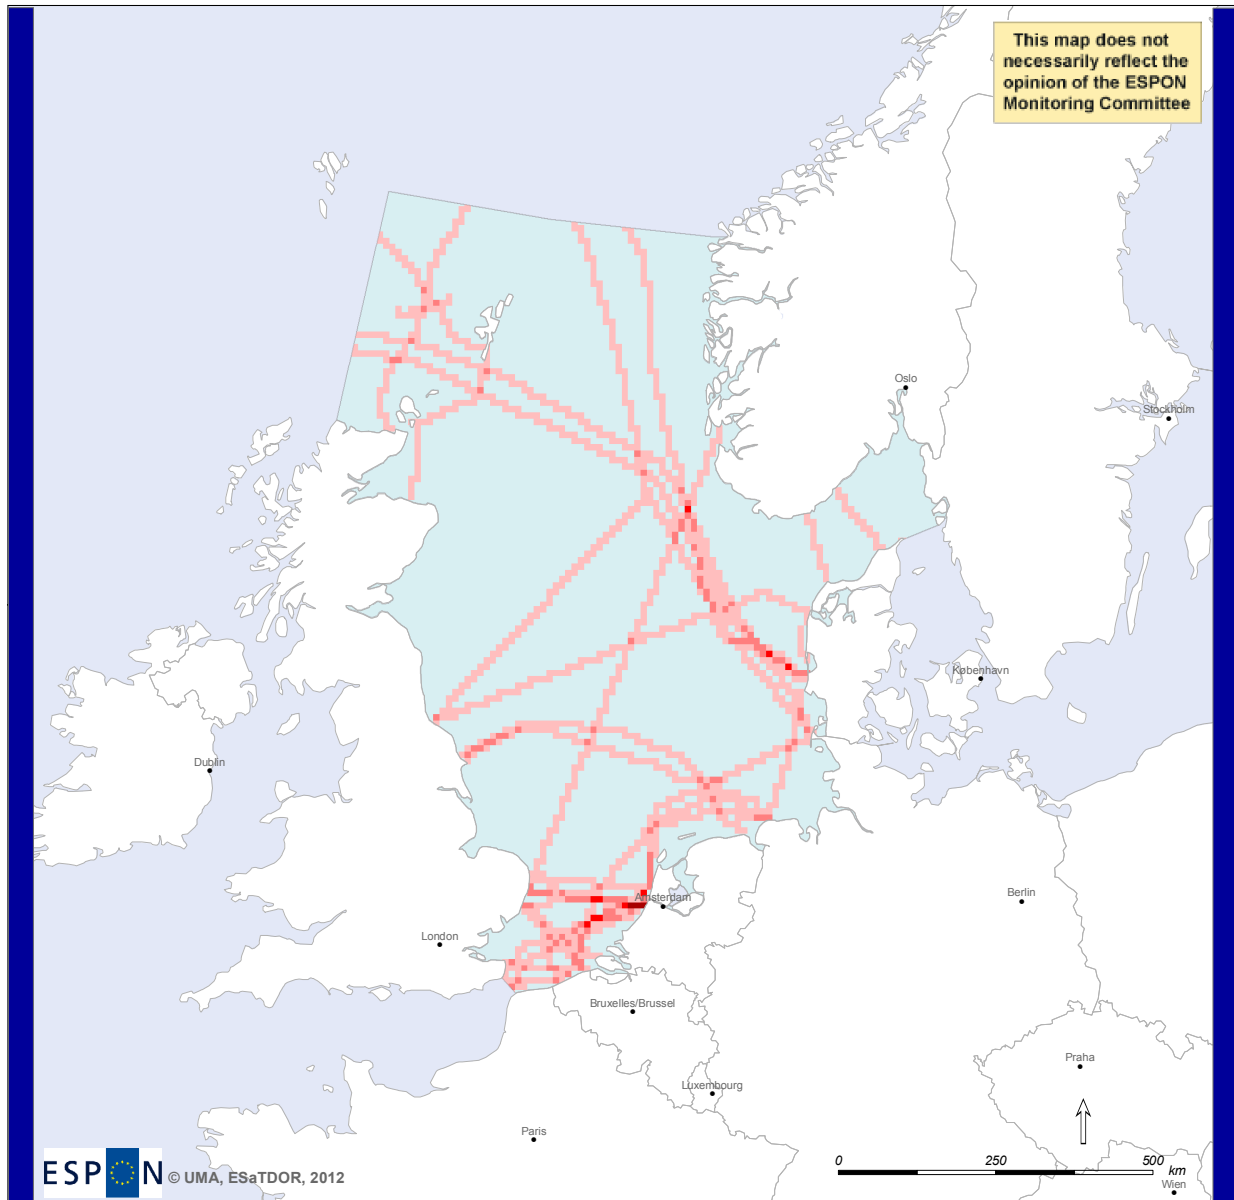 This map does not
necessarily reflect the
opinion of the ESPON
Monitoring Committee
Oslo
Stockholm
København
Dublin
Berlin
Amsterdam
London
Bruxelles/Brussel
Praha
Luxembourg
Paris
0 250 500
km
Wien
ESPON © UMA, ESaTDOR, 2012